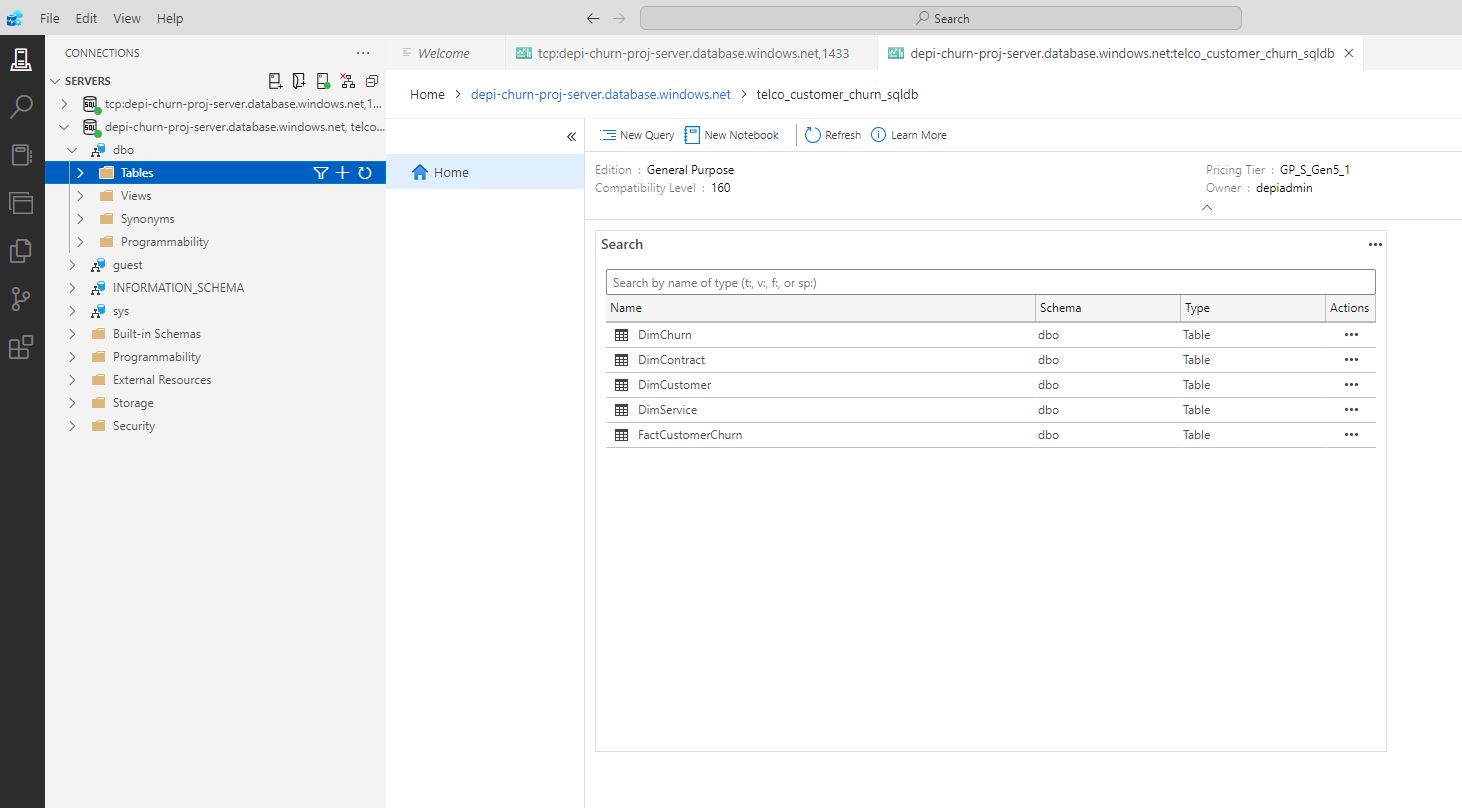 File Edit View Help
Search
CONNECTIONS
Welcome
tcp:depi-churn-proj-server.database.windows.net,1433
depi-churn-proj-server.database.windows.net:telco_customer_churn_sqldb
SERVERS
tcp:depi-churn-proj-server.database.windows.net,1...
depi-churn-proj-server.database.windows.net, telco...
dbo
Tables
Views
Synonyms
Programmability
guest
INFORMATION_SCHEMA
sys
Built-in Schemas
Programmability
External Resources
Storage
Security
Home > depi-churn-proj-server.database.windows.net > telco_customer_churn_sqldb
Home
New Query New Notebook Refresh Learn More
Edition : General Purpose
Compatibility Level : 160
Pricing Tier : GP_S_Gen5_1
Owner : depiadmin
Search
Search by name of type (t:, v:, f:, or sp:)
Name Schema Type Actions
DimChurn dbo Table
DimContract dbo Table
DimCustomer dbo Table
DimService dbo Table
FactCustomerChurn dbo Table